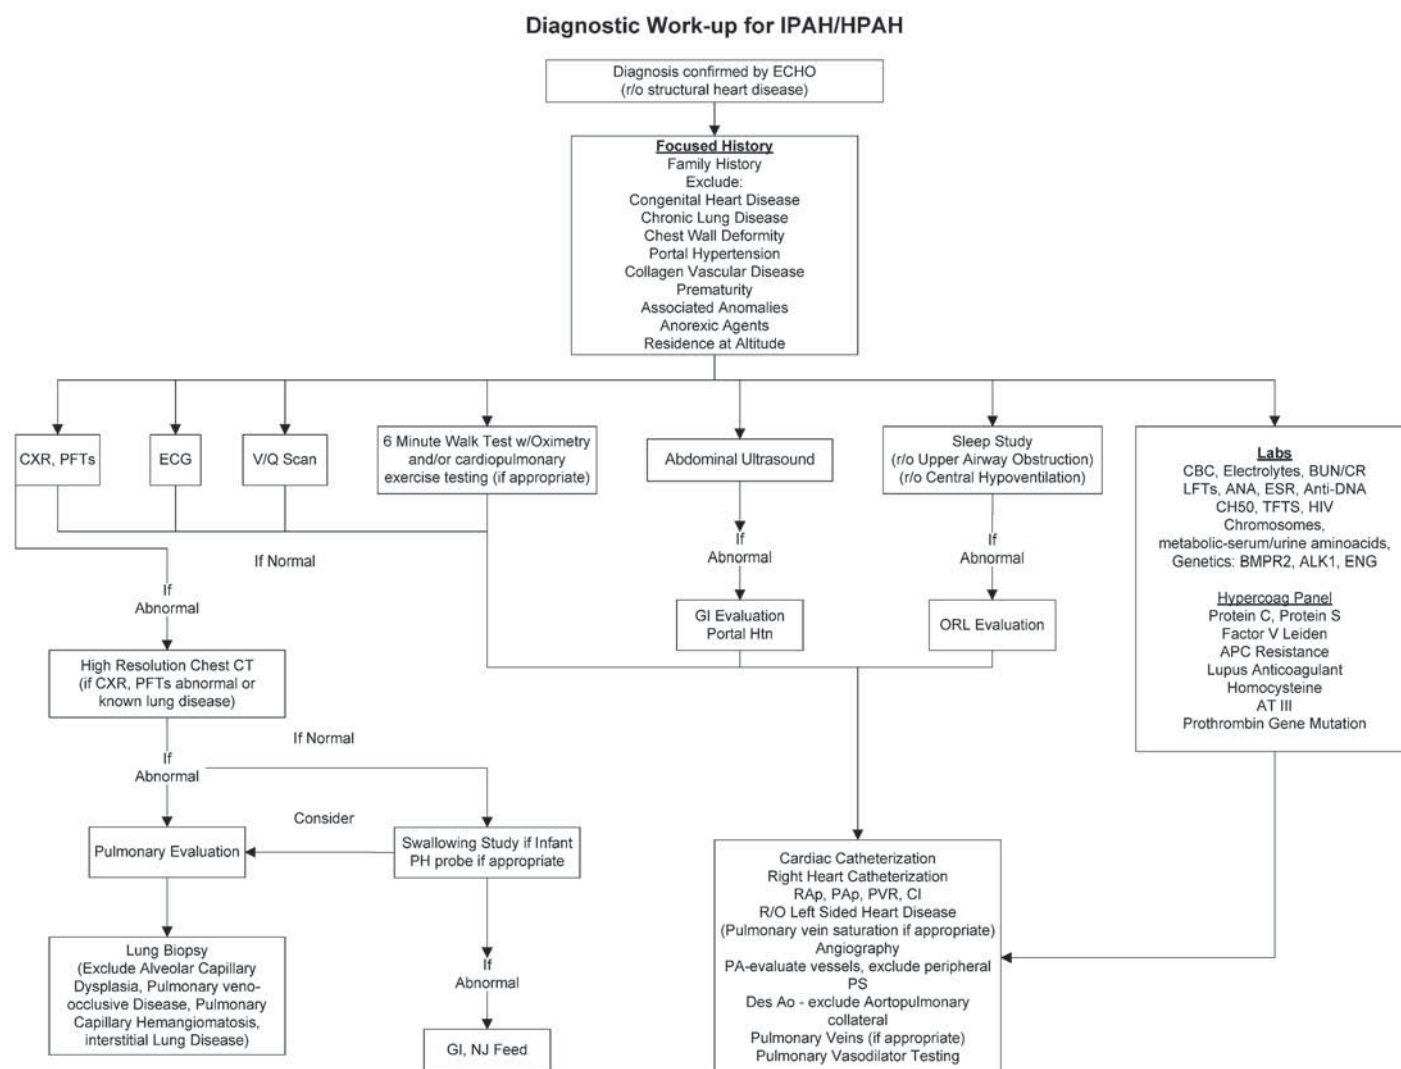 Diagnostic Work-up for IPAH/HPAH
Diagnosis confirmed by ECHO
(r/o structural heart disease)
Focused History
Family History
Exclude:
Congenital Heart Disease
Chronic Lung Disease
Chest Wall Deformity
Portal Hypertension
Collagen Vascular Disease
Prematurity
Associated Anomalies
Anorexic Agents
Residence at Altitude
CXR, PFTs
ECG
V/Q Scan
6 Minute Walk Test w/Oximetry
and/or cardiopulmonary
exercise testing (if appropriate)
Abdominal Ultrasound
Sleep Study
(r/o Upper Airway Obstruction)
(r/o Central Hypoventilation)
Labs
CBC, Electrolytes, BUN/CR
LFTs, ANA, ESR, Anti-DNA
CH50, TFTS, HIV
Chromosomes,
metabolic-serum/urine aminoacids,
Genetics: BMPR2, ALK1, ENG
Hypercoag Panel
Protein C, Protein S
Factor V Leiden
APC Resistance
Lupus Anticoagulant
Homocysteine
AT III
Prothrombin Gene Mutation
If Normal
If
Abnormal
If
Abnormal
If
Abnormal
GI Evaluation
Portal Htn
ORL Evaluation
High Resolution Chest CT
(if CXR, PFTs abnormal or
known lung disease)
If Normal
If
Abnormal
Consider
Pulmonary Evaluation
Swallowing Study if Infant
PH probe if appropriate
Lung Biopsy
(Exclude Alveolar Capillary
Dysplasia, Pulmonary veno-
occlusive Disease, Pulmonary
Capillary Hemangiomatosis,
interstitial Lung Disease)
If
Abnormal
GI, NJ Feed
Cardiac Catheterization
Right Heart Catheterization
RAp, PAp, PVR, CI
R/O Left Sided Heart Disease
(Pulmonary vein saturation if appropriate)
Angiography
PA-evaluate vessels, exclude peripheral
PS
Des Ao - exclude Aortopulmonary
collateral
Pulmonary Veins (if appropriate)
Pulmonary Vasodilator Testing